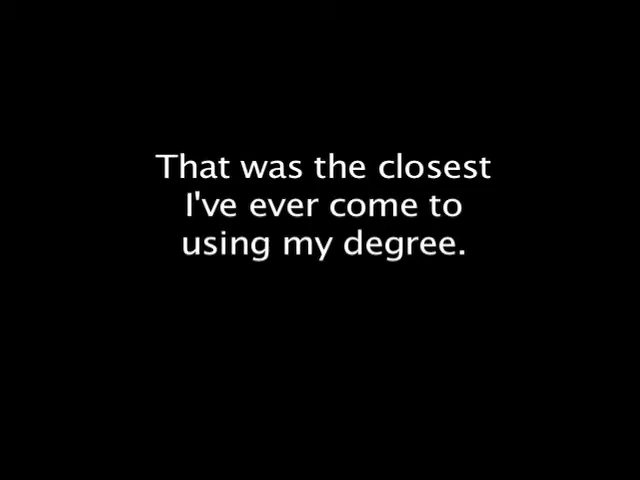 That was the closest
I've ever come to
using my degree.